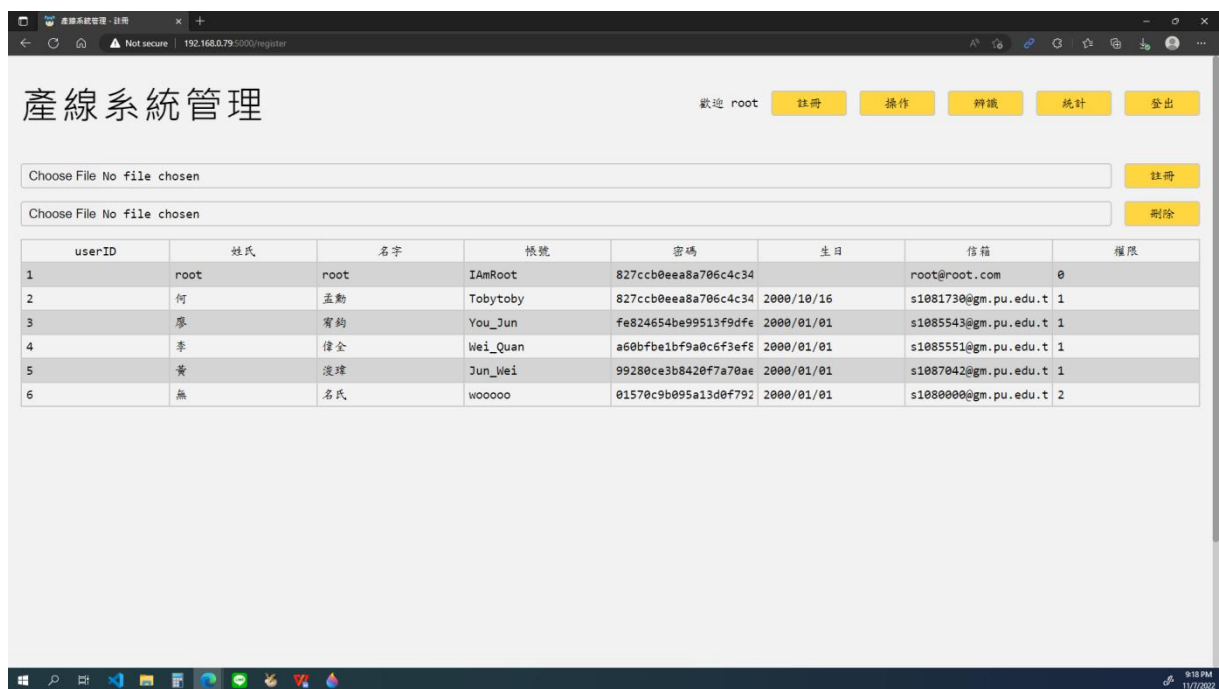 產線系統管理 - 註冊
Not secure | 192.168.0.79:5000/register
產線系統管理
歡迎 root 註冊 操作 辨識 統計 登出
Choose File No file chosen 註冊
Choose File No file chosen 刪除
userID 姓氏 名字 帳號 密碼 生日 信箱 權限
1 root root IAmRoot 827ccb0eea8a706c4c34 root@root.com 0
2 何 孟勳 Tobytoby 827ccb0eea8a706c4c34 2000/10/16 s1081730@gm.pu.edu.t 1
3 廖 宥鈞 You_Jun fe824654be99513f9dfe 2000/01/01 s1085543@gm.pu.edu.t 1
4 李 偉全 Wei_Quan a60bfbe1bf9a0c6f3ef8 2000/01/01 s1085551@gm.pu.edu.t 1
5 黃 浚瑋 Jun_Wei 99280ce3b8420f7a70ae 2000/01/01 s1087042@gm.pu.edu.t 1
6 無 名氏 wooooo 01570c9b095a13d0f792 2000/01/01 s1080000@gm.pu.edu.t 2
9:18 PM
11/7/2022